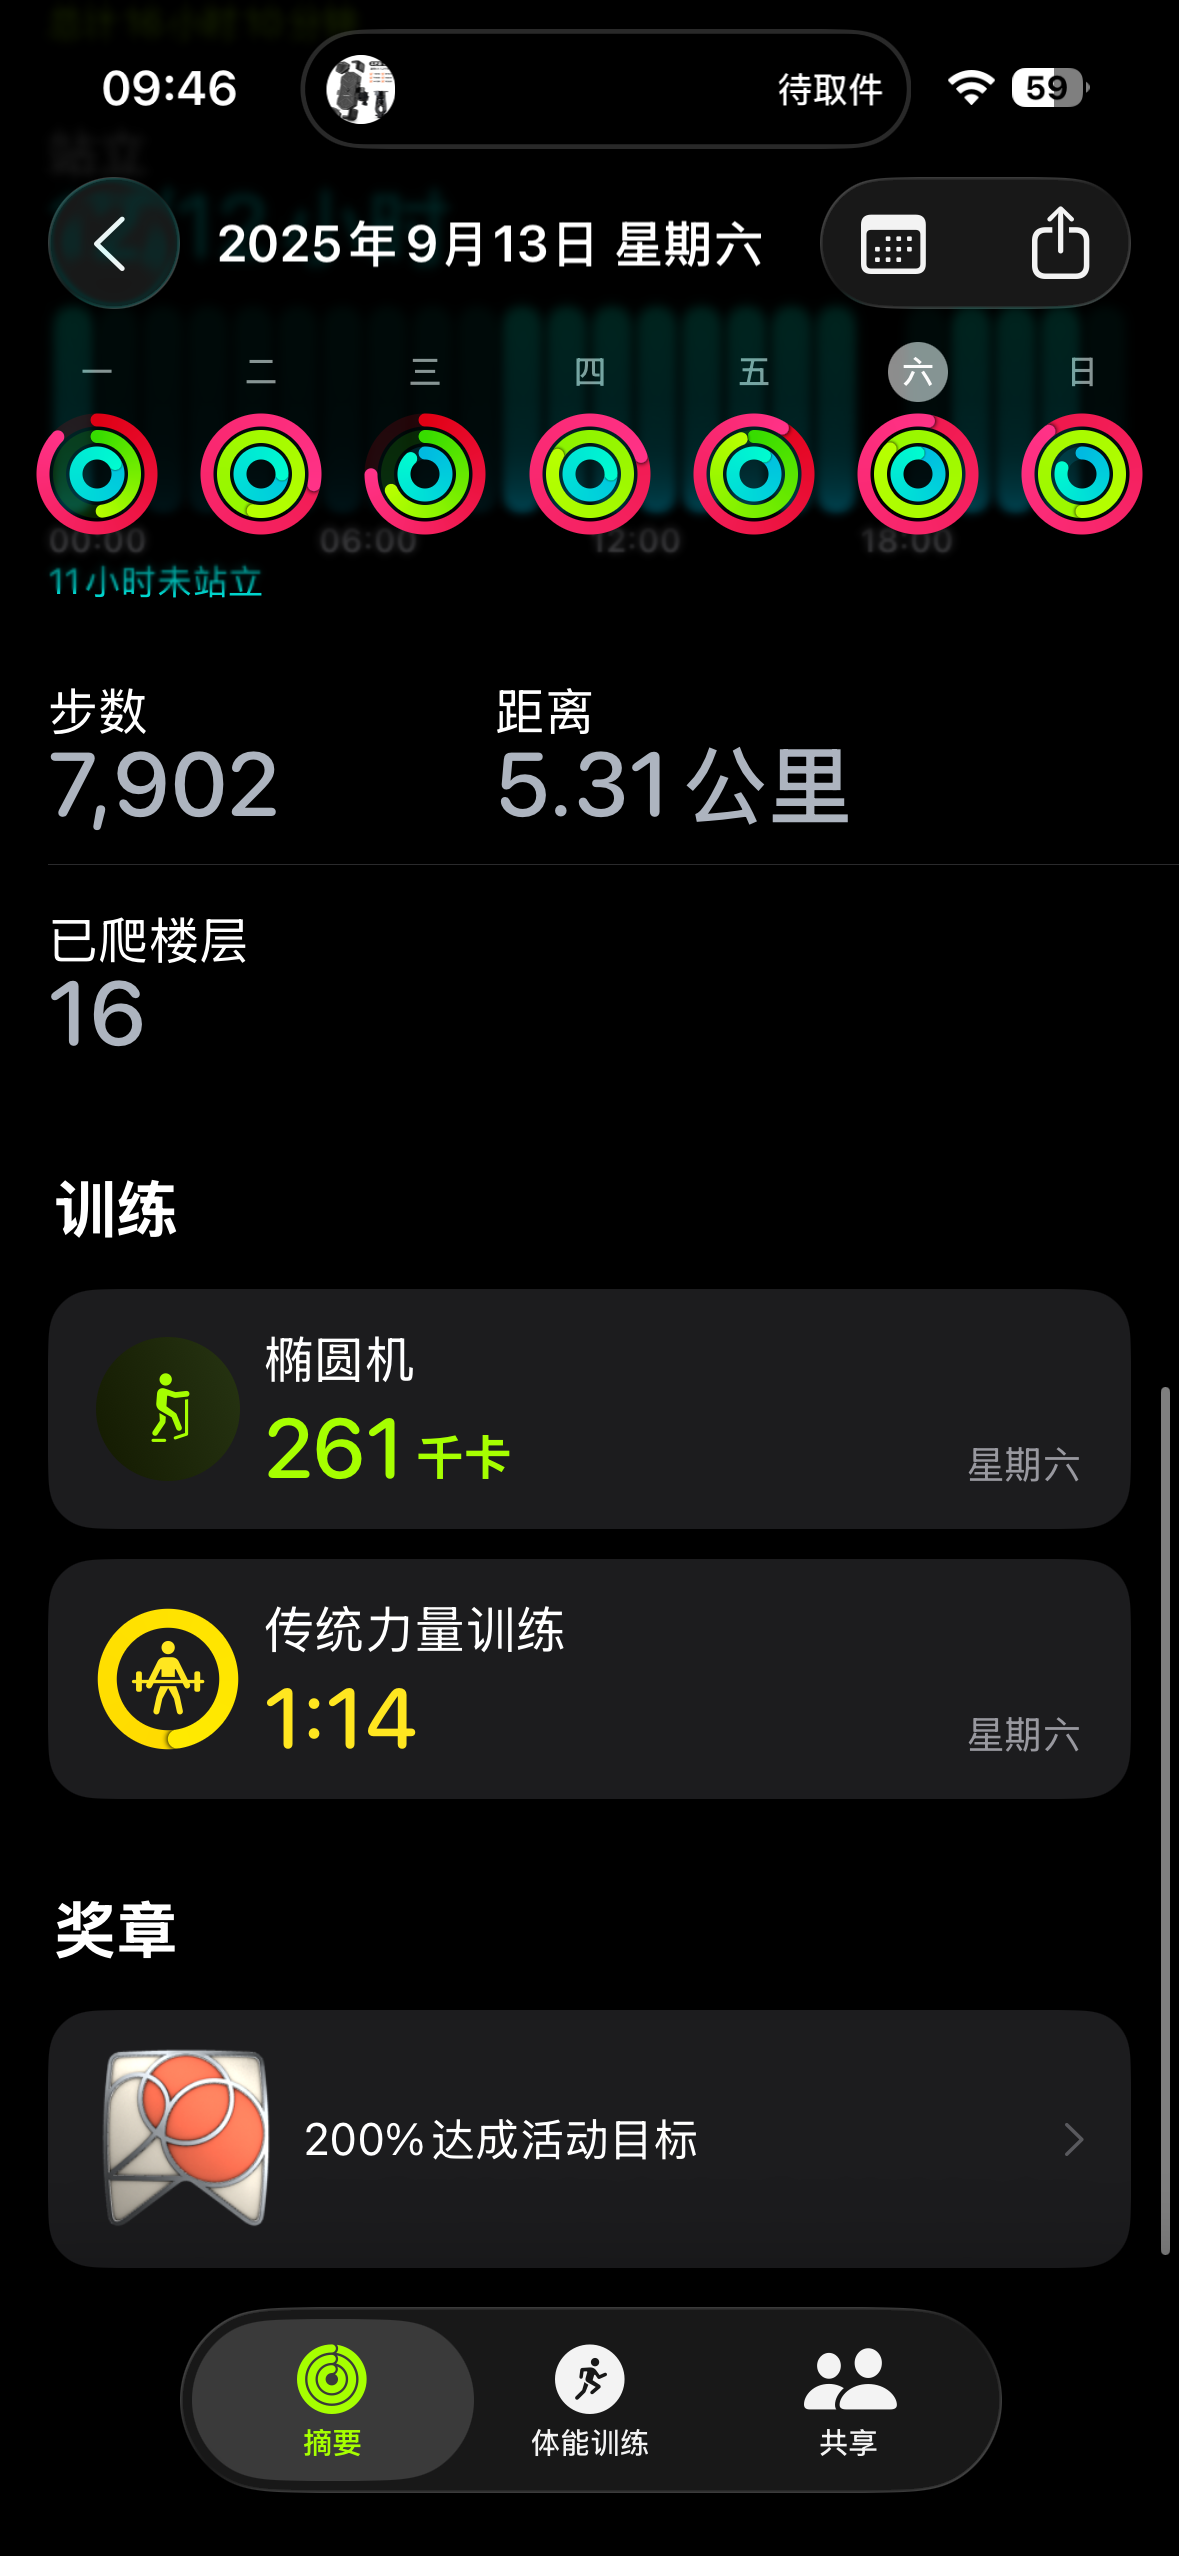 09:46
待取件
59
2025年9月13日 星期六
一 二 三 四 五 六 日
00:00 06:00 12:00 18:00
11小时未站立
步数 距离
7,902 5.31公里
已爬楼层
16
训练
椭圆机
261千卡
星期六
传统力量训练
1:14
星期六
奖章
200%达成活动目标
摘要 体能训练 共享